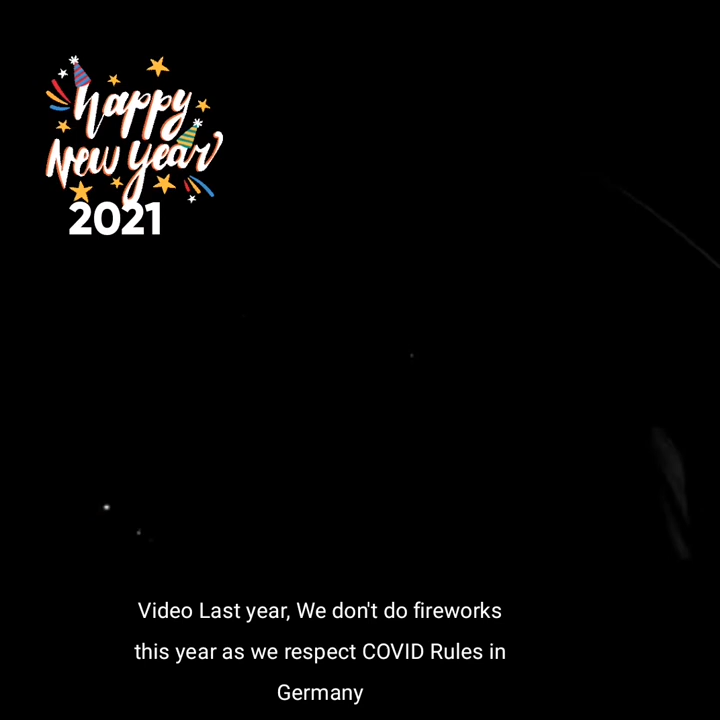 happy
New year
2021
Video Last year, We don't do fireworks
this year as we respect COVID Rules in
Germany